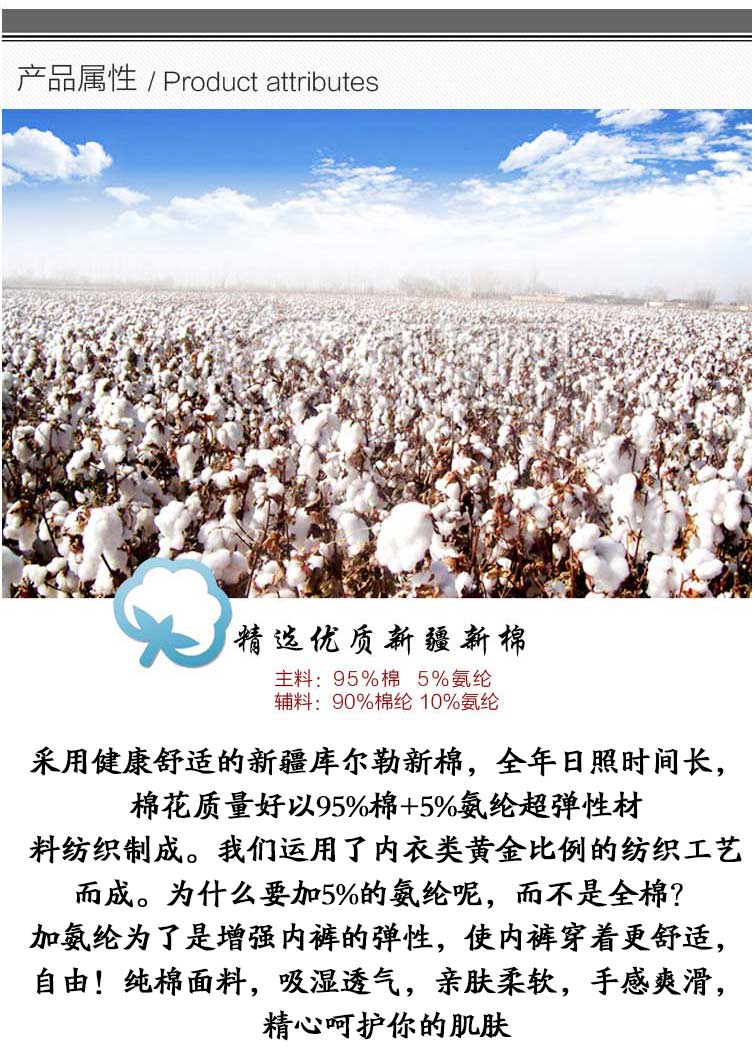 产品属性 / Product attributes
精选优质新疆新棉
主料：95%棉 5%氨纶
辅料：90%棉纶 10%氨纶
采用健康舒适的新疆库尔勒新棉，全年日照时间长，
棉花质量好以95%棉+5%氨纶超弹性材
料纺织制成。我们运用了内衣类黄金比例的纺织工艺
而成。为什么要加5%的氨纶呢，而不是全棉？
加氨纶为了是增强内裤的弹性，使内裤穿着更舒适，
自由！纯棉面料，吸湿透气，亲肤柔软，手感爽滑，
精心呵护你的肌肤